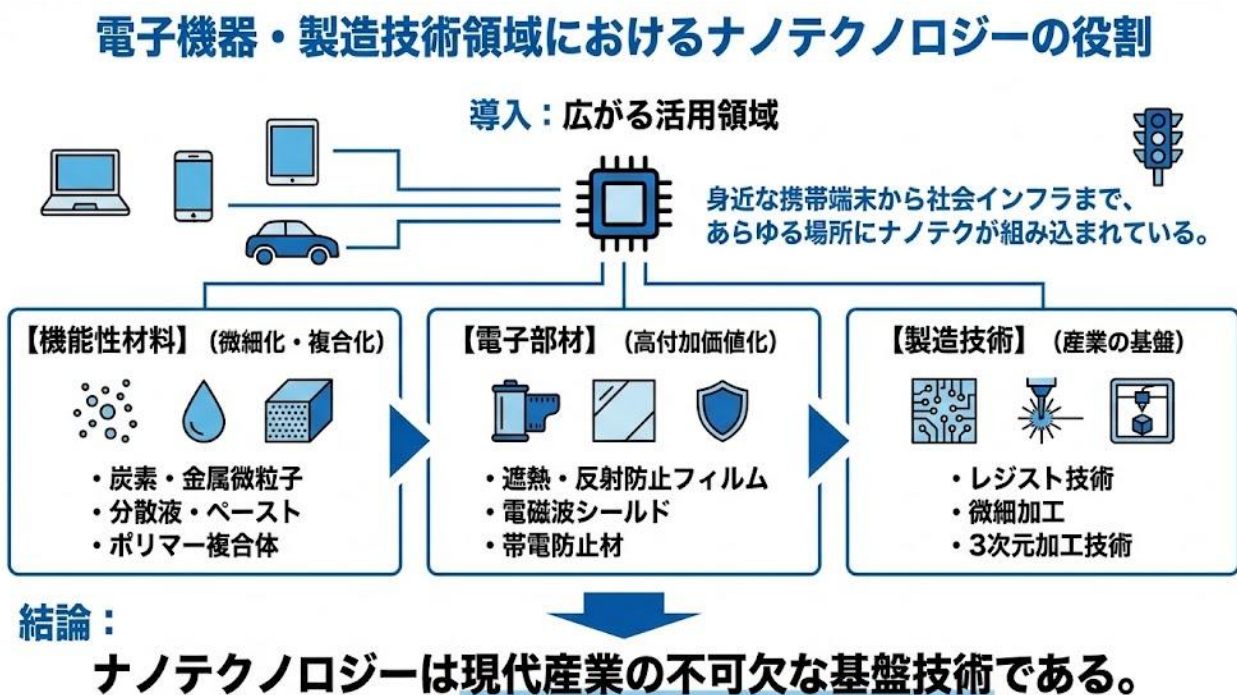 電子機器・製造技術領域におけるナノテクノロジーの役割
導入：広がる活用領域
身近な携帯端末から社会インフラまで、
あらゆる場所にナノテクが組み込まれている。
【機能性材料】（微細化・複合化）
・炭素・金属微粒子
・分散液・ペースト
・ポリマー複合体
【電子部材】（高付加価値化）
・遮熱・反射防止フィルム
・電磁波シールド
・帯電防止材
【製造技術】（産業の基盤）
・レジスト技術
・微細加工
・3次元加工技術
結論：
ナノテクノロジーは現代産業の不可欠な基盤技術である。